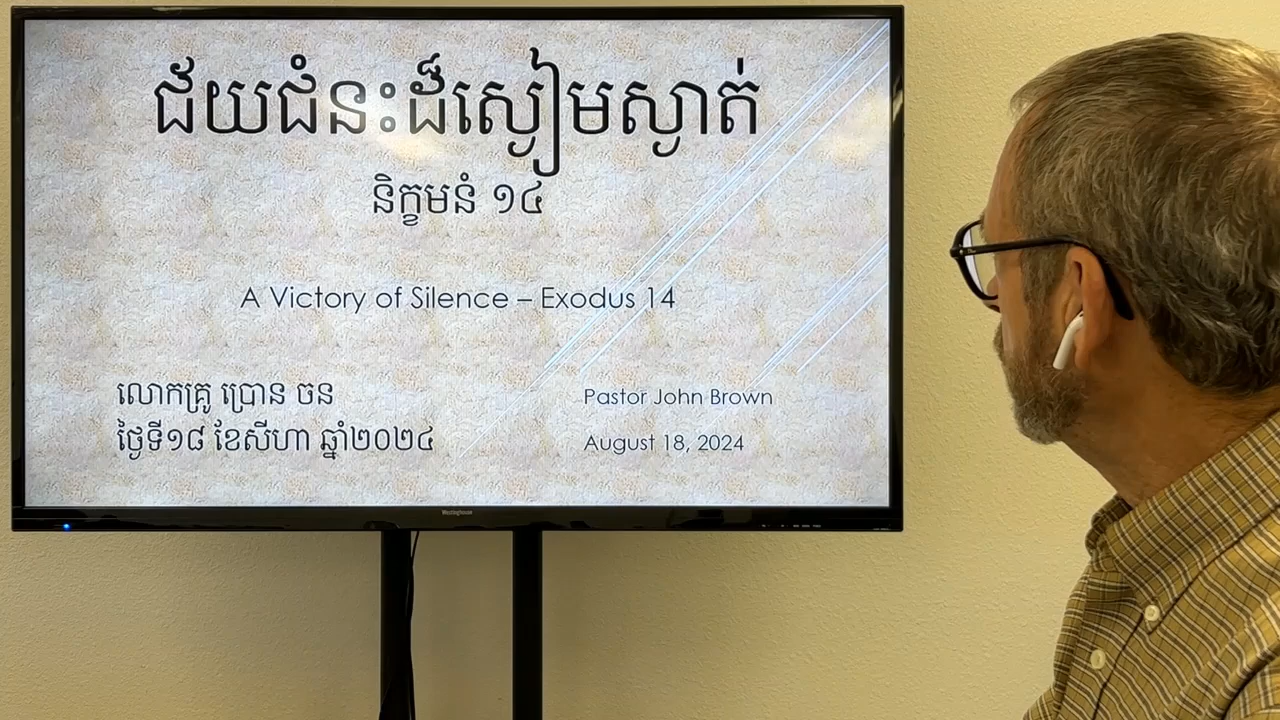 ជ័យជំនះដ៏ស្ងៀមស្ងាត់
និក្ខមនំ ១៤
A Victory of Silence – Exodus 14
លោកគ្រូ ប្រោន ចន
Pastor John Brown
ថ្ងៃទី១៨ ខែសីហា ឆ្នាំ២០២៤
August 18, 2024
Westinghouse